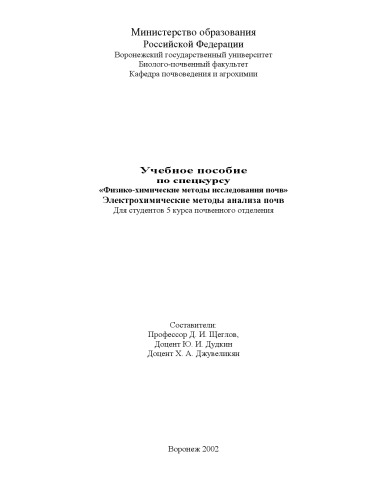 Министерство образования
Российской Федерации
Воронежский государственный университет
Биолого-почвенный факультет
Кафедра почвоведения и агрохимии
Учебное пособие
по спецкурсу
«Физико-химические методы исследования почв»
Электрохимические методы анализа почв
Для студентов 5 курса почвенного отделения
Составители:
Профессор Д. И. Щеглов,
Доцент Ю. И. Дудкин
Доцент Х. А. Джувеликян
Воронеж 2002